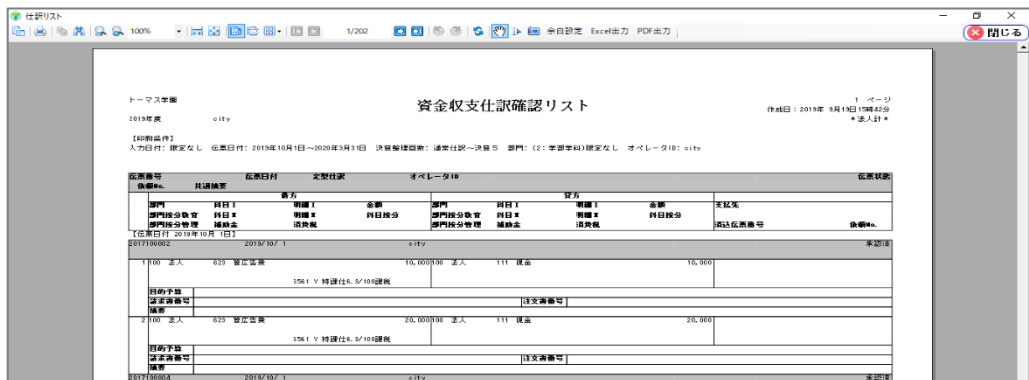 仕訳リスト
100% 1/202 余白設定 Excel出力 PDF出力 閉じる
トーマス学園 資金収支仕訳確認リスト 1 ページ
作成日：2019年 9月19日15時42分
2019年度 city *法人計*
【印刷条件】
入力日付：限定なし 伝票日付：2019年10月1日～2020年3月31日 決算整理回数：通常仕訳～決算５ 部門：(2：学部学科)限定なし オペレータID：city
伝票番号 伝票日付 定型仕訳 オペレータID 伝票状態
依頼No. 共通摘要
借方 貸方
部門 科目Ⅰ 明細Ⅰ 金額 部門 科目Ⅰ 明細Ⅰ 金額 支払先
部門按分教育 科目Ⅱ 明細Ⅱ 科目按分 部門按分教育 科目Ⅱ 明細Ⅱ 科目按分
部門按分管理 補助金 消費税 部門按分管理 補助金 消費税 消込伝票番号 依頼No.
【伝票日付 2019年10月 1日】
2017100002 2019/10/ 1 city 承認済
1 100 法人 623 管広告費 10,000 100 法人 111 現金 10,000
3561 Y 特課仕6.3/108課税
目的予算
請求書番号 注文書番号
摘要
2 100 法人 623 管広告費 20,000 100 法人 111 現金 20,000
3561 Y 特課仕6.3/108課税
目的予算
請求書番号 注文書番号
摘要
2017100004 2019/10/ 1 city 承認済